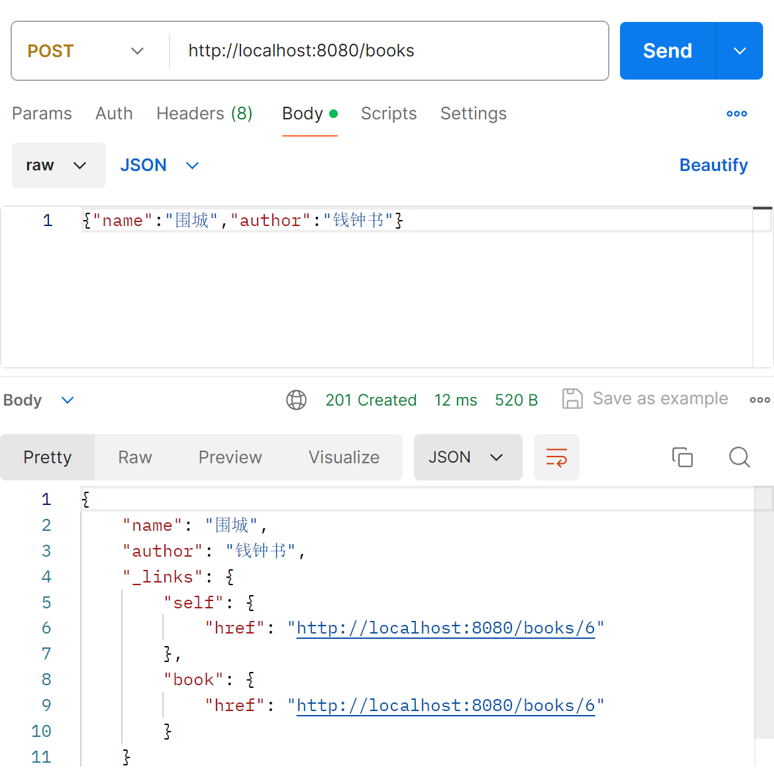 POST http://localhost:8080/books Send
Params Auth Headers (8) Body Scripts Settings
raw JSON Beautify
1 {"name":"围城","author":"钱钟书"}
Body 201 Created 12 ms 520 B Save as example
Pretty Raw Preview Visualize JSON
1 {
2 "name": "围城",
3 "author": "钱钟书",
4 "_links": {
5 "self": {
6 "href": "http://localhost:8080/books/6"
7 },
8 "book": {
9 "href": "http://localhost:8080/books/6"
10 }
11 }